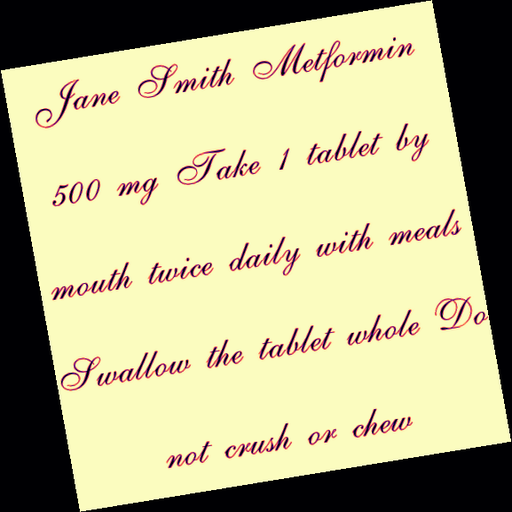 Jane Smith Metformin
500 mg Take 1 tablet by
mouth twice daily with meals
Swallow the tablet whole Do
not crush or chew